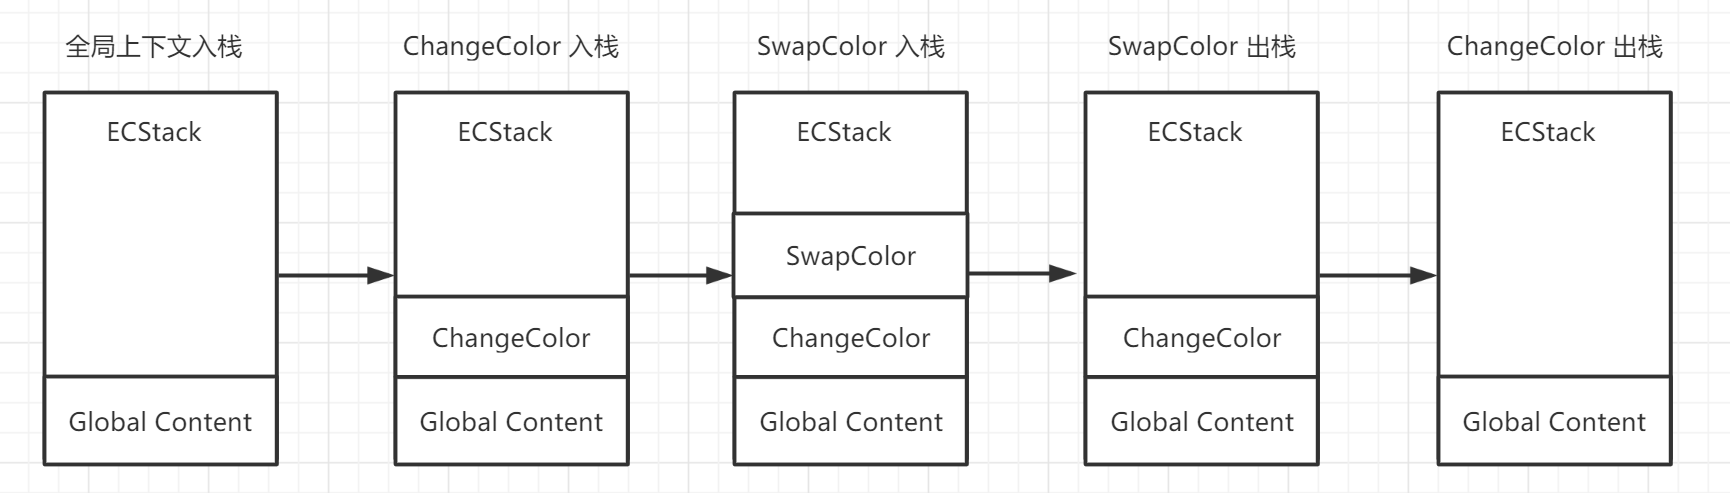 全局上下文入栈
ChangeColor 入栈
SwapColor 入栈
SwapColor 出栈
ChangeColor 出栈
ECStack
ECStack
ECStack
ECStack
ECStack
SwapColor
ChangeColor
ChangeColor
ChangeColor
Global Content
Global Content
Global Content
Global Content
Global Content